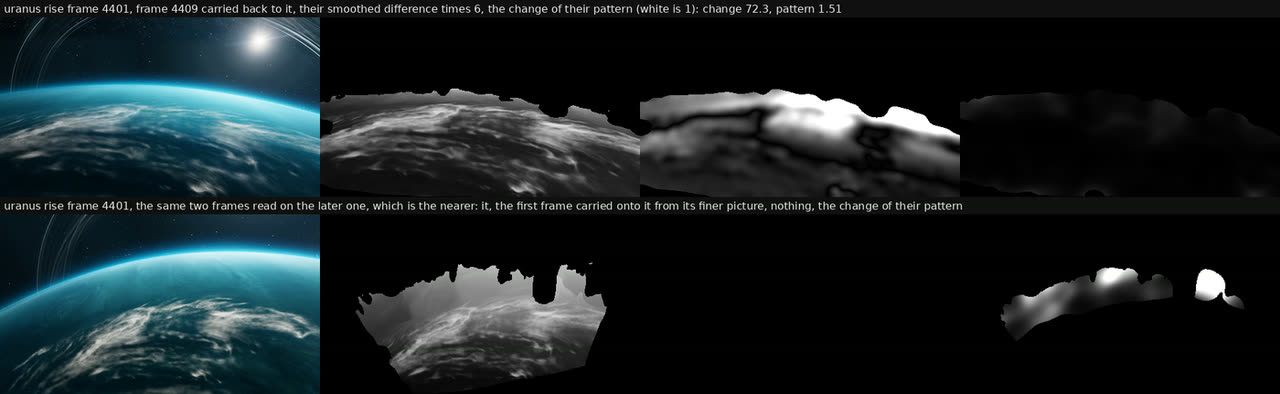 uranus rise frame 4401, frame 4409 carried back to it, their smoothed difference times 6, the change of their pattern (white is 1): change 72.3, pattern 1.51
uranus rise frame 4401, the same two frames read on the later one, which is the nearer: it, the first frame carried onto it from its finer picture, nothing, the change of their pattern